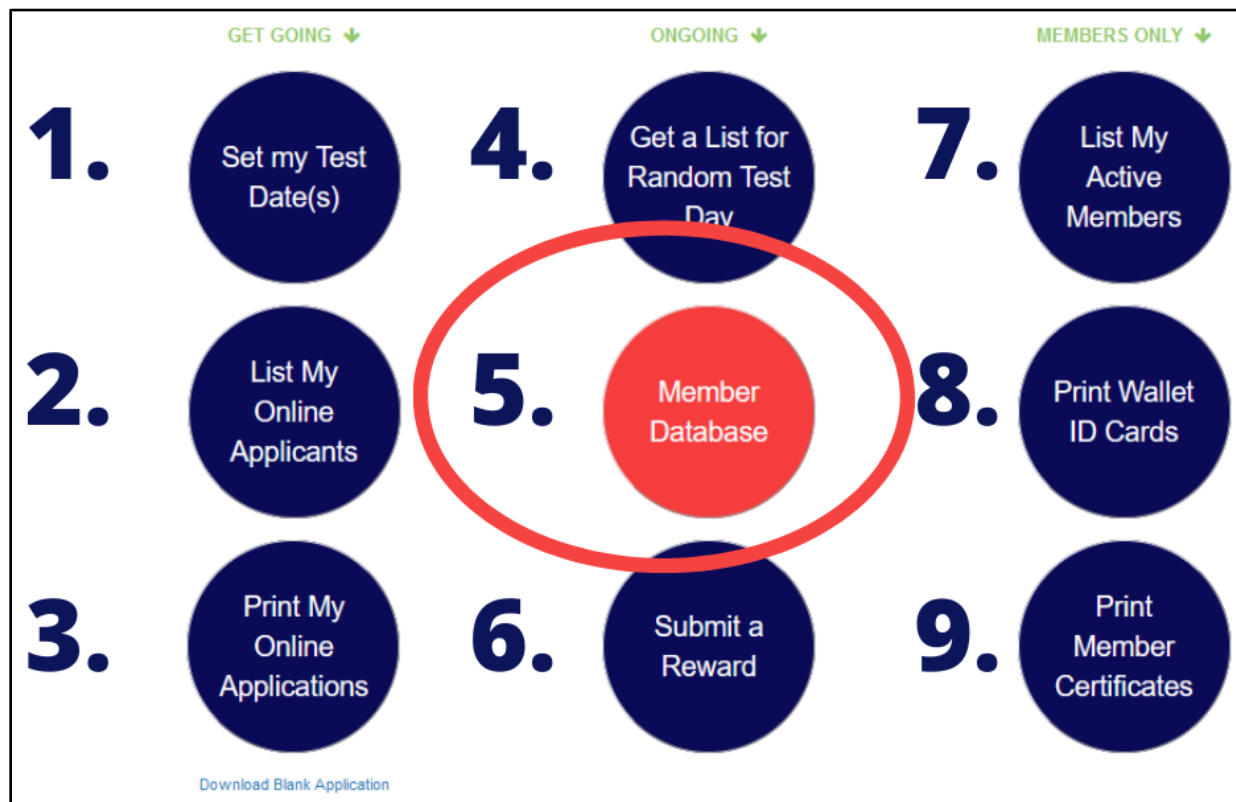 GET GOING
1.
Set my Test
Date(s)
2.
List My
Online
Applicants
3.
Print My
Online
Applications
Download Blank Application
ONGOING
4.
Get a List for
Random Test
Day
5.
Member
Database
6.
Submit a
Reward
MEMBERS ONLY
7.
List My
Active
Members
8.
Print Wallet
ID Cards
9.
Print
Member
Certificates